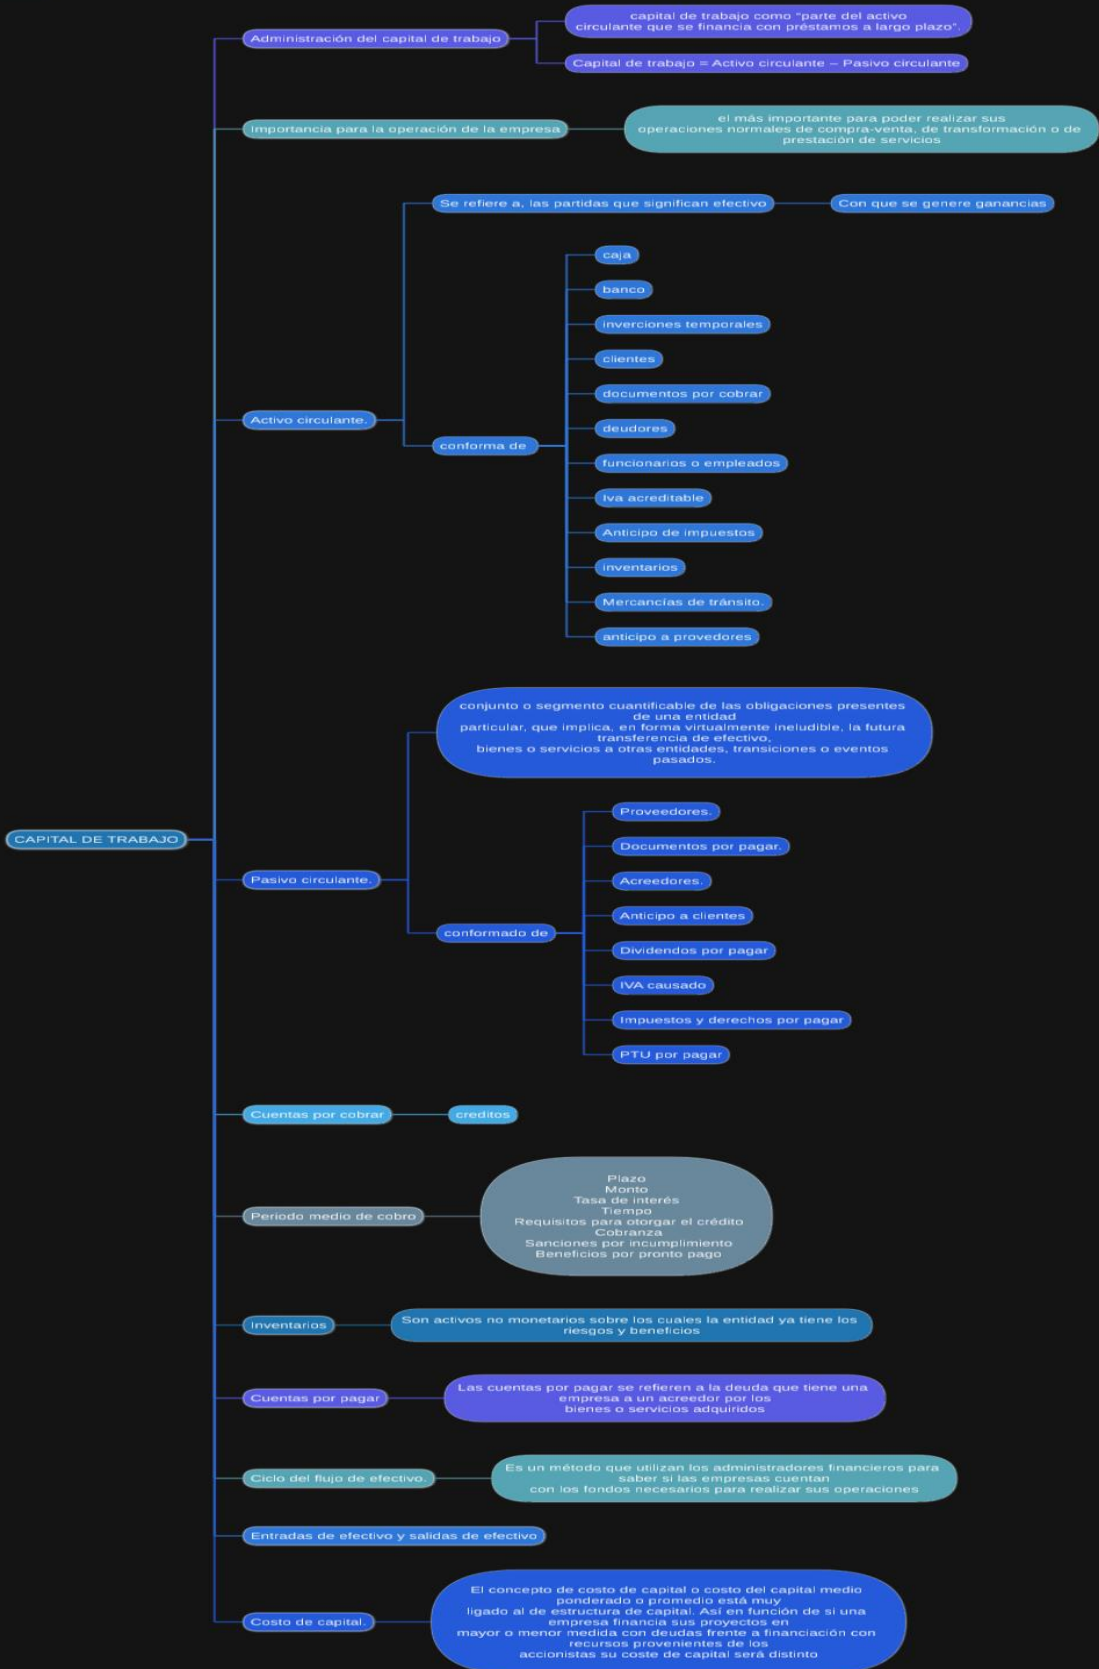 CAPITAL DE TRABAJO
Administración del capital de trabajo
capital de trabajo como “parte del activo
circulante que se financia con préstamos a largo plazo”.
Capital de trabajo = Activo circulante – Pasivo circulante
Importancia para la operación de la empresa
el más importante para poder realizar sus
operaciones normales de compra-venta, de transformación o de
prestación de servicios
Activo circulante.
Se refiere a, las partidas que significan efectivo
Con que se genere ganancias
conforma de
caja
banco
inverciones temporales
clientes
documentos por cobrar
deudores
funcionarios o empleados
Iva acreditable
Anticipo de impuestos
inventarios
Mercancías de tránsito.
anticipo a provedores
Pasivo circulante.
conjunto o segmento cuantificable de las obligaciones presentes
de una entidad
particular, que implica, en forma virtualmente ineludible, la futura
transferencia de efectivo,
bienes o servicios a otras entidades, transiciones o eventos
pasados.
conformado de
Proveedores.
Documentos por pagar.
Acreedores.
Anticipo a clientes
Dividendos por pagar
IVA causado
Impuestos y derechos por pagar
PTU por pagar
Cuentas por cobrar
creditos
Periodo medio de cobro
Plazo
Monto
Tasa de interés
Tiempo
Requisitos para otorgar el crédito
Cobranza
Sanciones por incumplimiento
Beneficios por pronto pago
Inventarios
Son activos no monetarios sobre los cuales la entidad ya tiene los
riesgos y beneficios
Cuentas por pagar
Las cuentas por pagar se refieren a la deuda que tiene una
empresa a un acreedor por los
bienes o servicios adquiridos
Ciclo del flujo de efectivo.
Es un método que utilizan los administradores financieros para
saber si las empresas cuentan
con los fondos necesarios para realizar sus operaciones
Entradas de efectivo y salidas de efectivo
Costo de capital.
El concepto de costo de capital o costo del capital medio
ponderado o promedio está muy
ligado al de estructura de capital. Así en función de si una
empresa financia sus proyectos en
mayor o menor medida con deudas frente a financiación con
recursos provenientes de los
accionistas su coste de capital será distinto